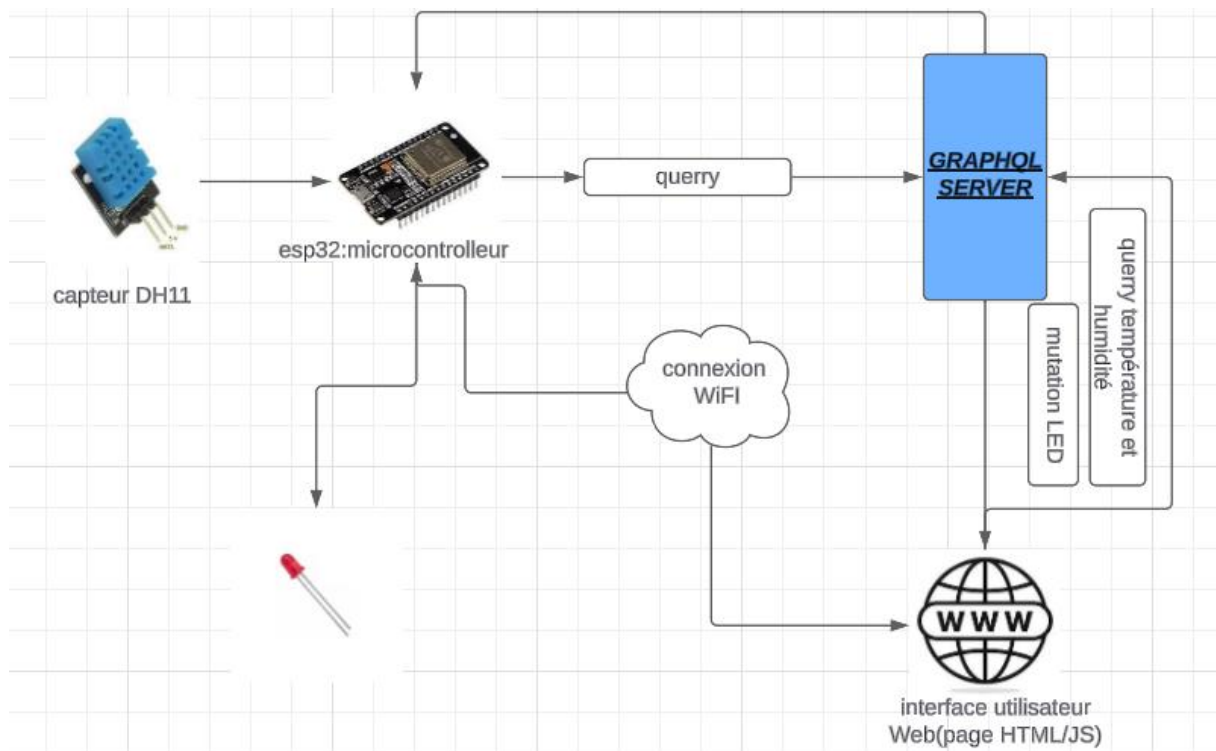 GRAPHQL
SERVER
querry
esp32:microcontrolleur
capteur DH11
connexion
WiFI
mutation LED
querry température et
humidité
WWW
interface utilisateur
Web(page HTML/JS)